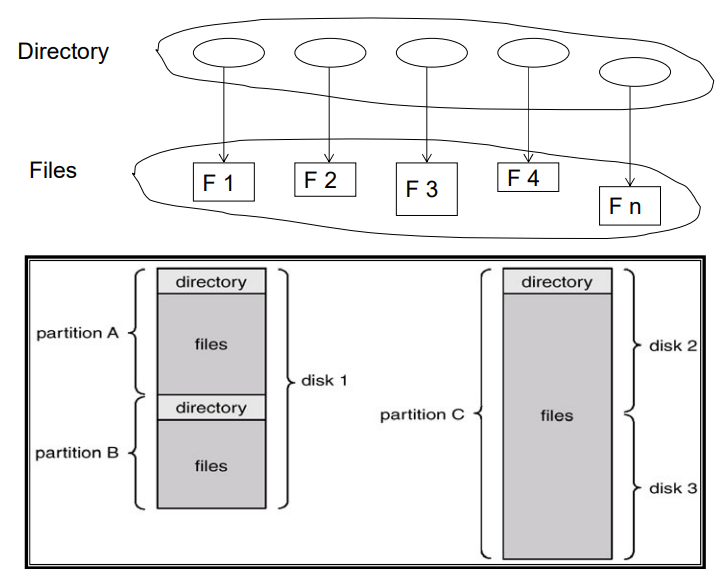 Directory
Files
F 1
F 2
F 3
F 4
F n
directory
partition A
files
disk 1
directory
partition B
files
directory
disk 2
partition C
files
disk 3